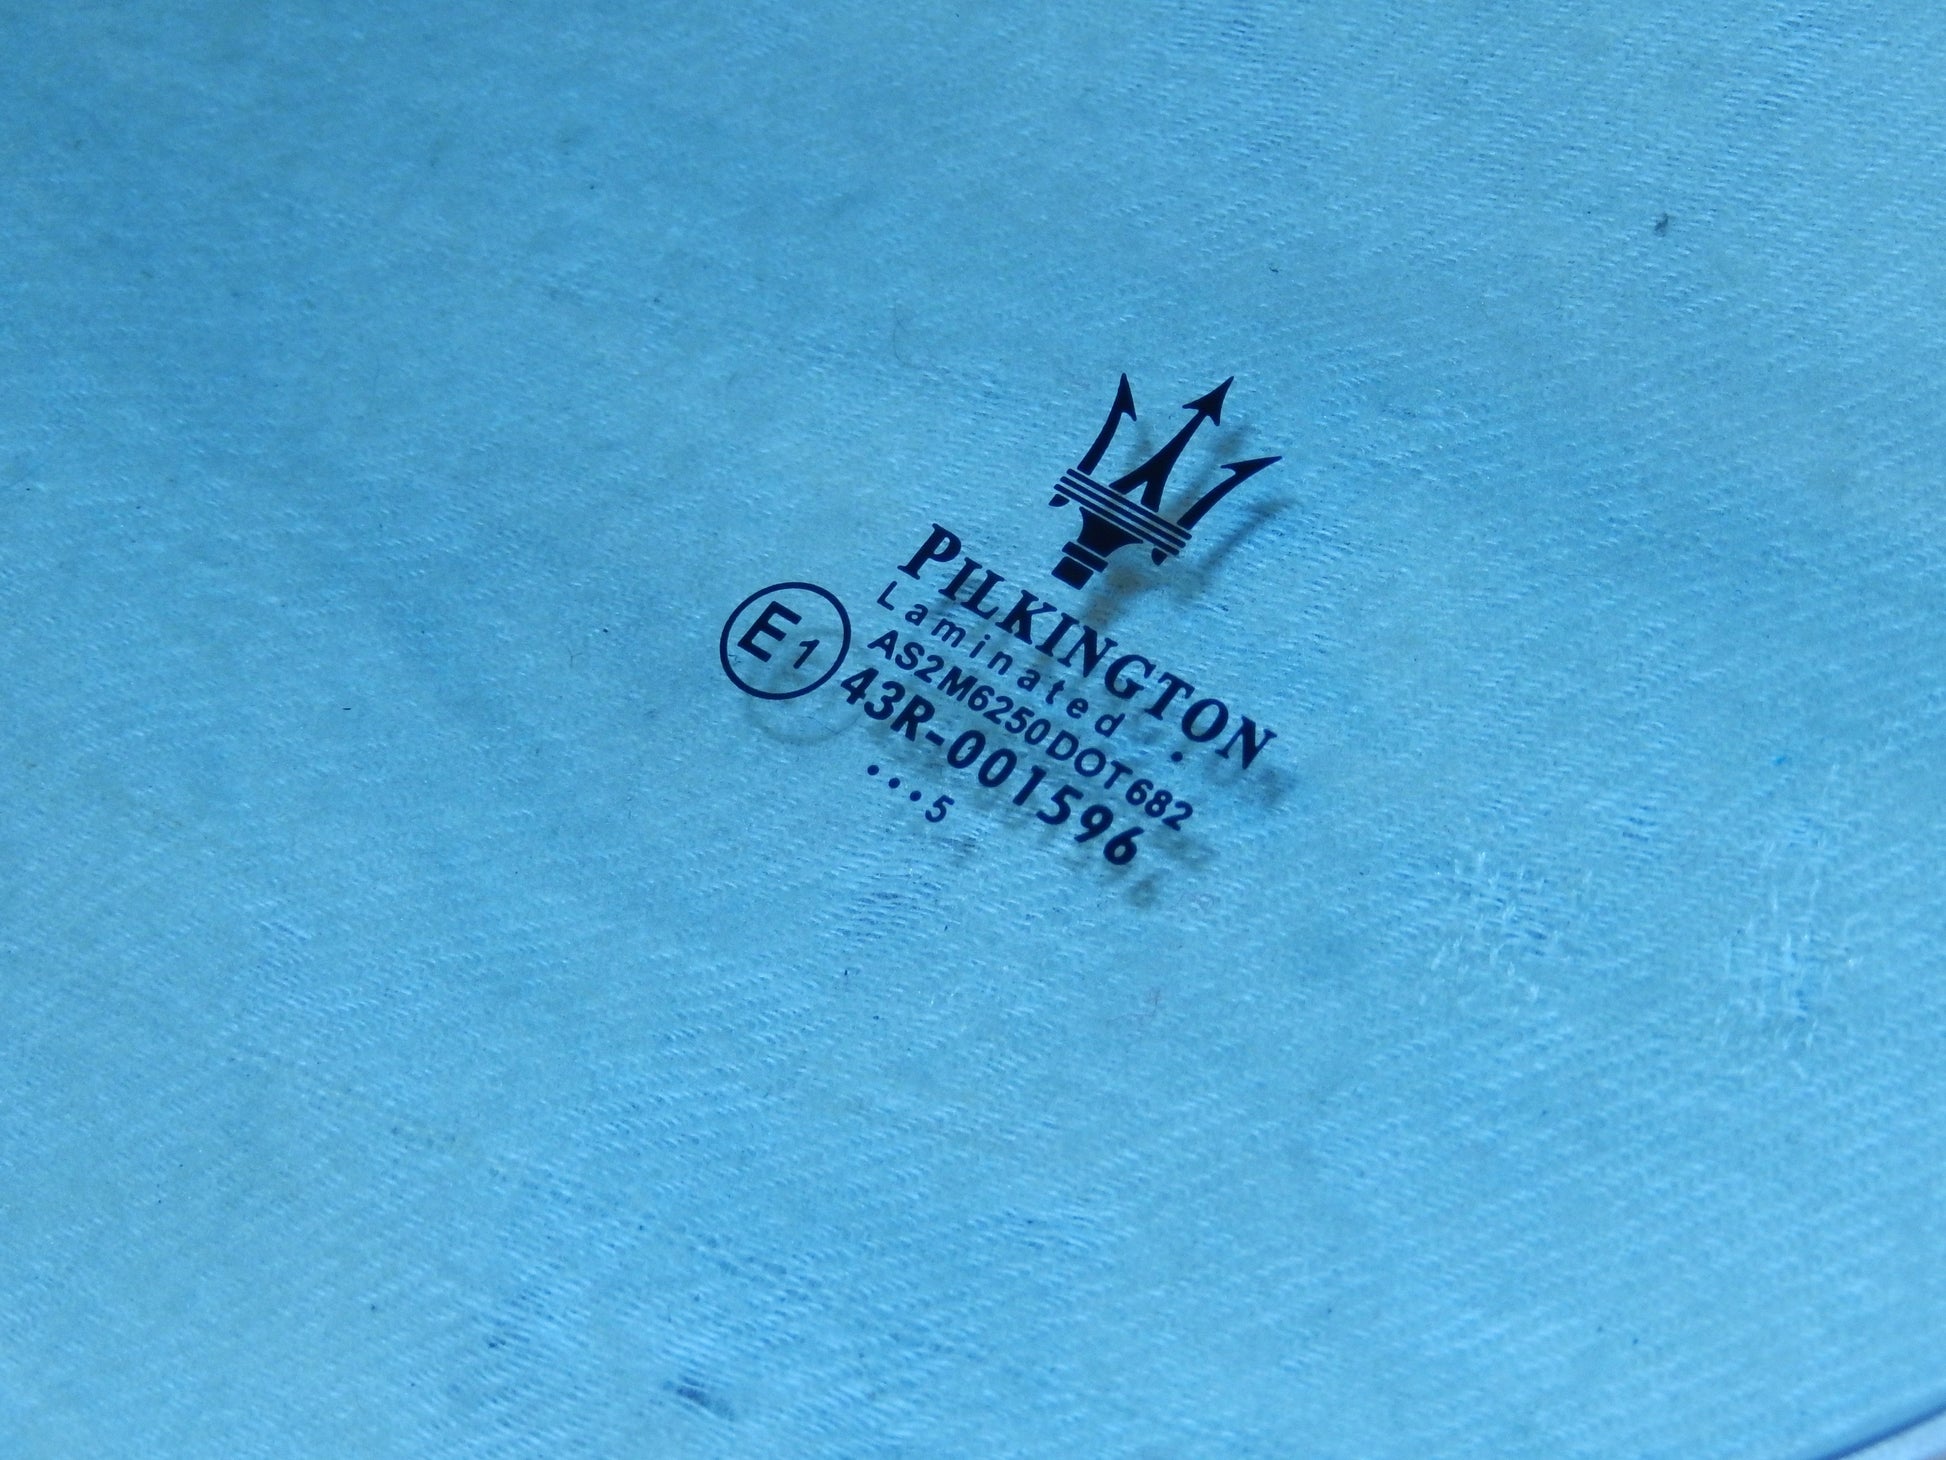 PILKINGTON
Laminated .
AS2M6250DOT682
E1 43R-001596
...5